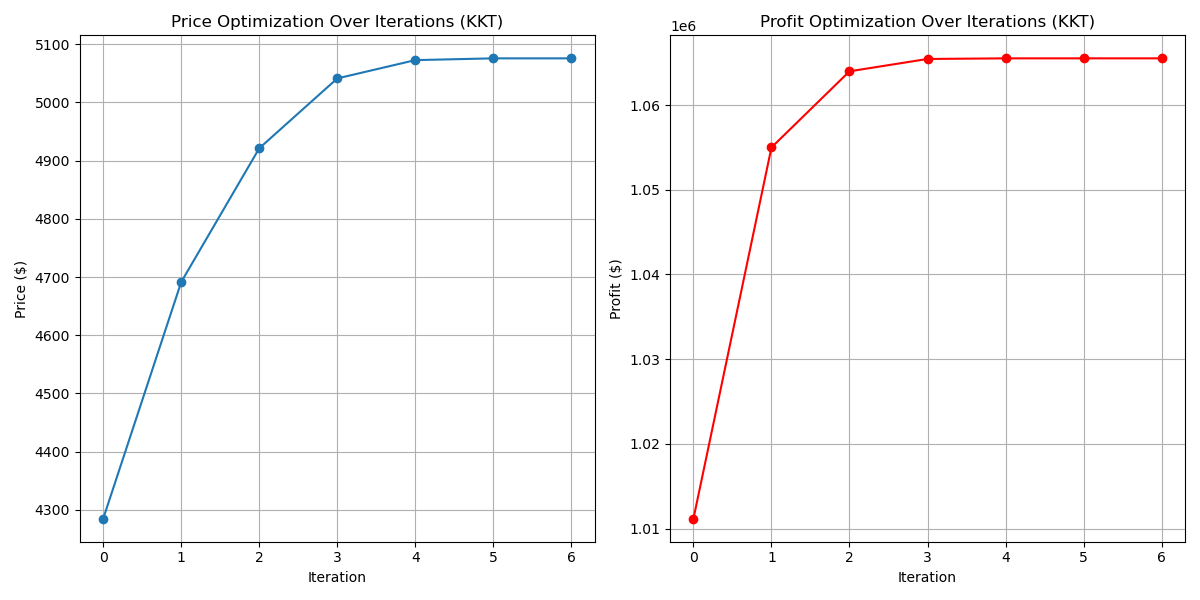 Price Optimization Over Iterations (KKT)
Price ($)
5100
5000
4900
4800
4700
4600
4500
4400
4300
0 1 2 3 4 5 6
Iteration
Profit Optimization Over Iterations (KKT)
1e6
Profit ($)
1.06
1.05
1.04
1.03
1.02
1.01
0 1 2 3 4 5 6
Iteration